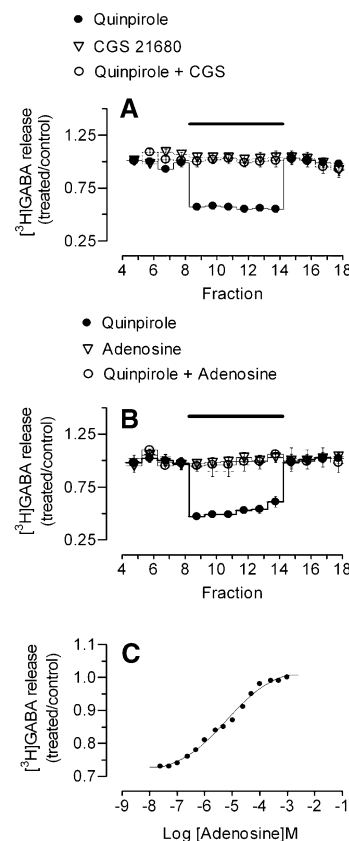 Quinpirole
CGS 21680
Quinpirole + CGS
A
[³H]GABA release
(treated/control)
1.25
0.75
0.25
4 6 8 10 12 14 16 18
Fraction
Quinpirole
Adenosine
Quinpirole + Adenosine
B
[³H]GABA release
(treated/control)
1.25
0.75
0.25
4 6 8 10 12 14 16 18
Fraction
C
[³H]GABA release
(treated/control)
1.1
1.0
0.9
0.8
0.7
-9 -8 -7 -6 -5 -4 -3 -2 -1
Log [Adenosine]M